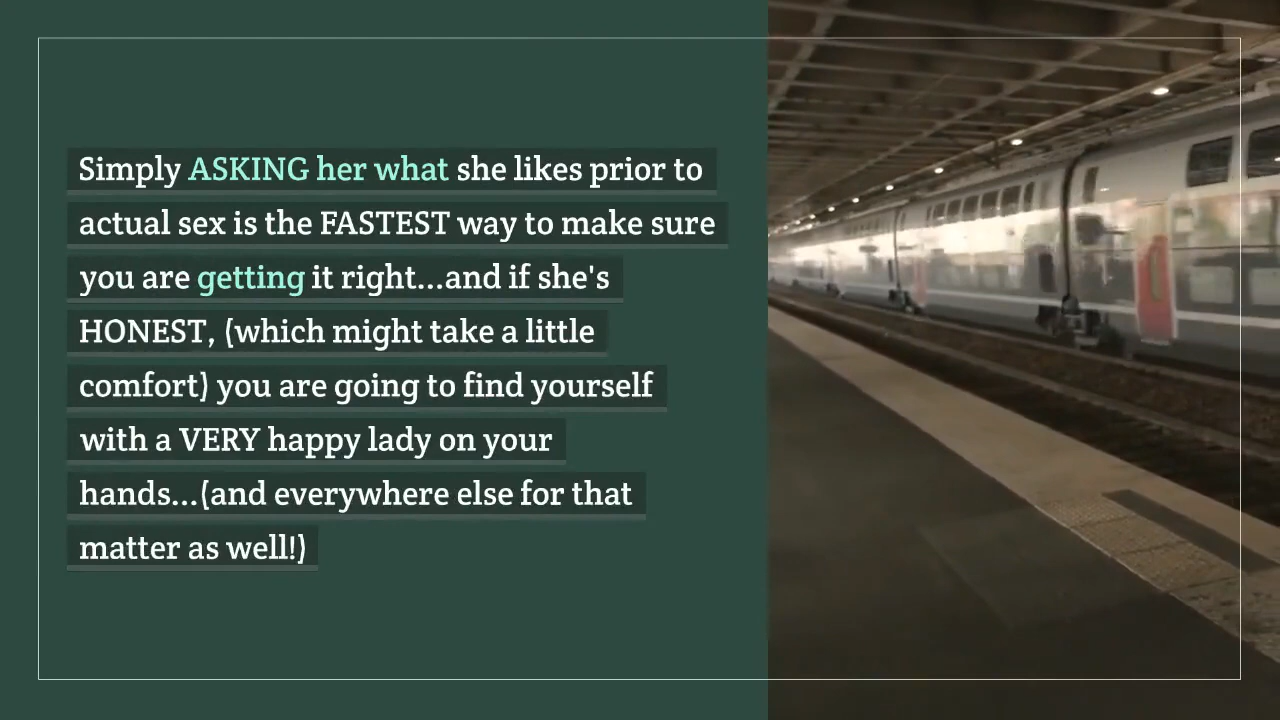 Simply ASKING her what she likes prior to
actual sex is the FASTEST way to make sure
you are getting it right...and if she's
HONEST, (which might take a little
comfort) you are going to find yourself
with a VERY happy lady on your
hands...(and everywhere else for that
matter as well!)